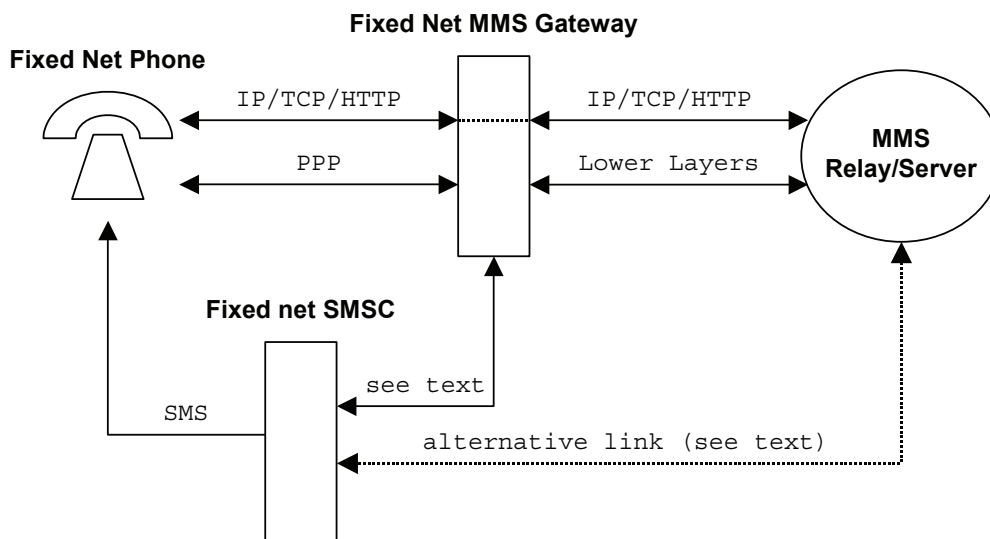 Fixed Net MMS Gateway
Fixed Net Phone
IP/TCP/HTTP
IP/TCP/HTTP
PPP
Lower Layers
MMS
Relay/Server
Fixed net SMSC
see text
SMS
alternative link (see text)